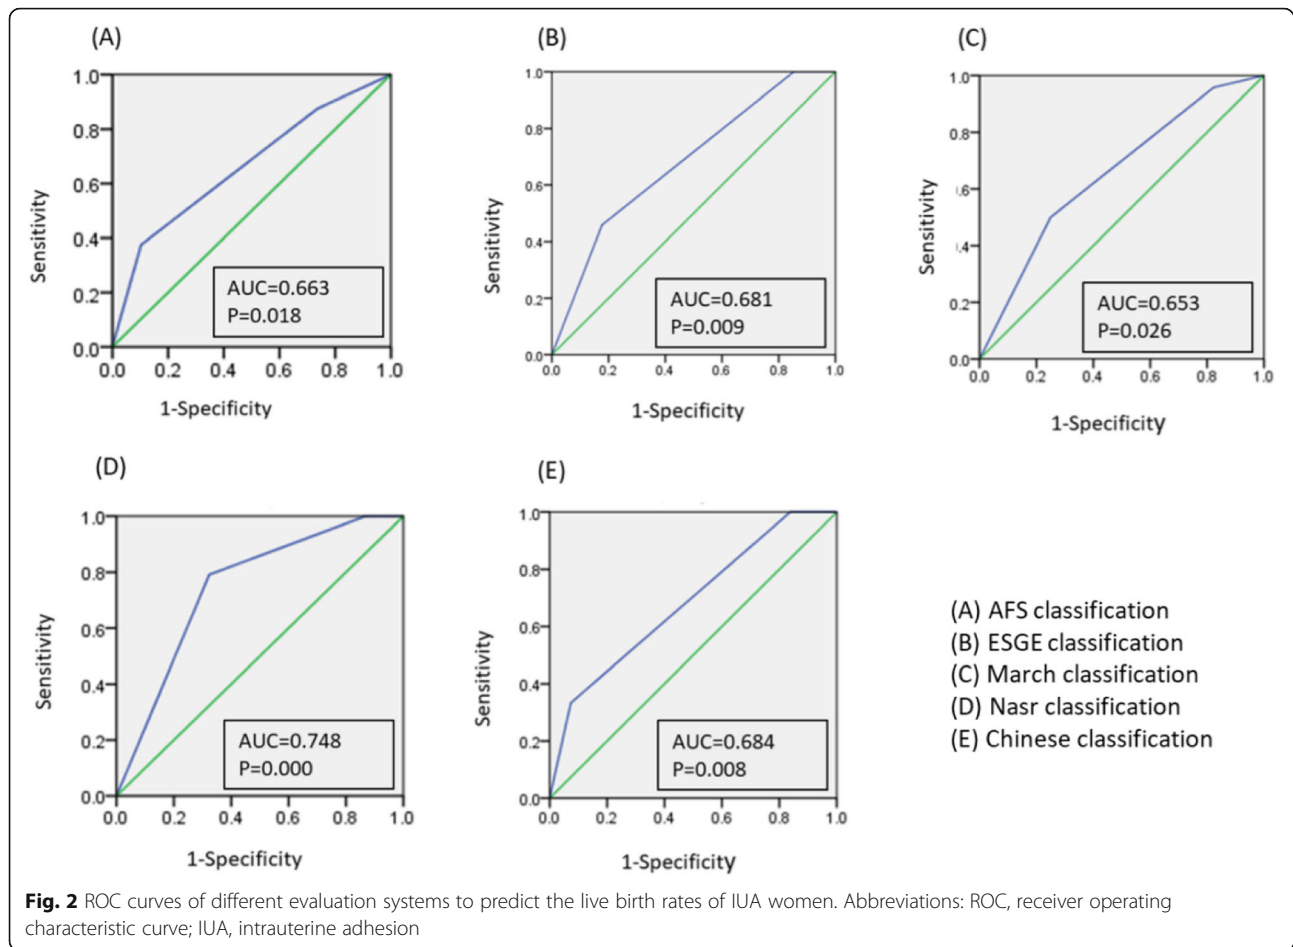 (A)
1.0
0.8
0.6
0.4
0.2
0.0
0.0 0.2 0.4 0.6 0.8 1.0
Sensitivity
1-Specificity
AUC=0.663
P=0.018
(B)
1.0
0.8
0.6
0.4
0.2
0.0
0.0 0.2 0.4 0.6 0.8 1.0
Sensitivity
1-Specificity
AUC=0.681
P=0.009
(C)
1.0
0.8
.6
.4
0.2
0.0
0.0 0.2 0.4 0.6 0.8 1.0
Sensitivity
1-Specificity
AUC=0.653
P=0.026
(D)
1.0
0.8
0.6
0.4
0.2
0.0
0.0 0.2 0.4 0.6 0.8 1.0
Sensitivity
1-Specificity
AUC=0.748
P=0.000
(E)
1.0
0.8
0.6
0.4
0.2
0.0
0.0 0.2 0.4 0.6 0.8 1.0
Sensitivity
1-Specificity
AUC=0.684
P=0.008
(A) AFS classification
(B) ESGE classification
(C) March classification
(D) Nasr classification
(E) Chinese classification
Fig. 2 ROC curves of different evaluation systems to predict the live birth rates of IUA women. Abbreviations: ROC, receiver operating
characteristic curve; IUA, intrauterine adhesion